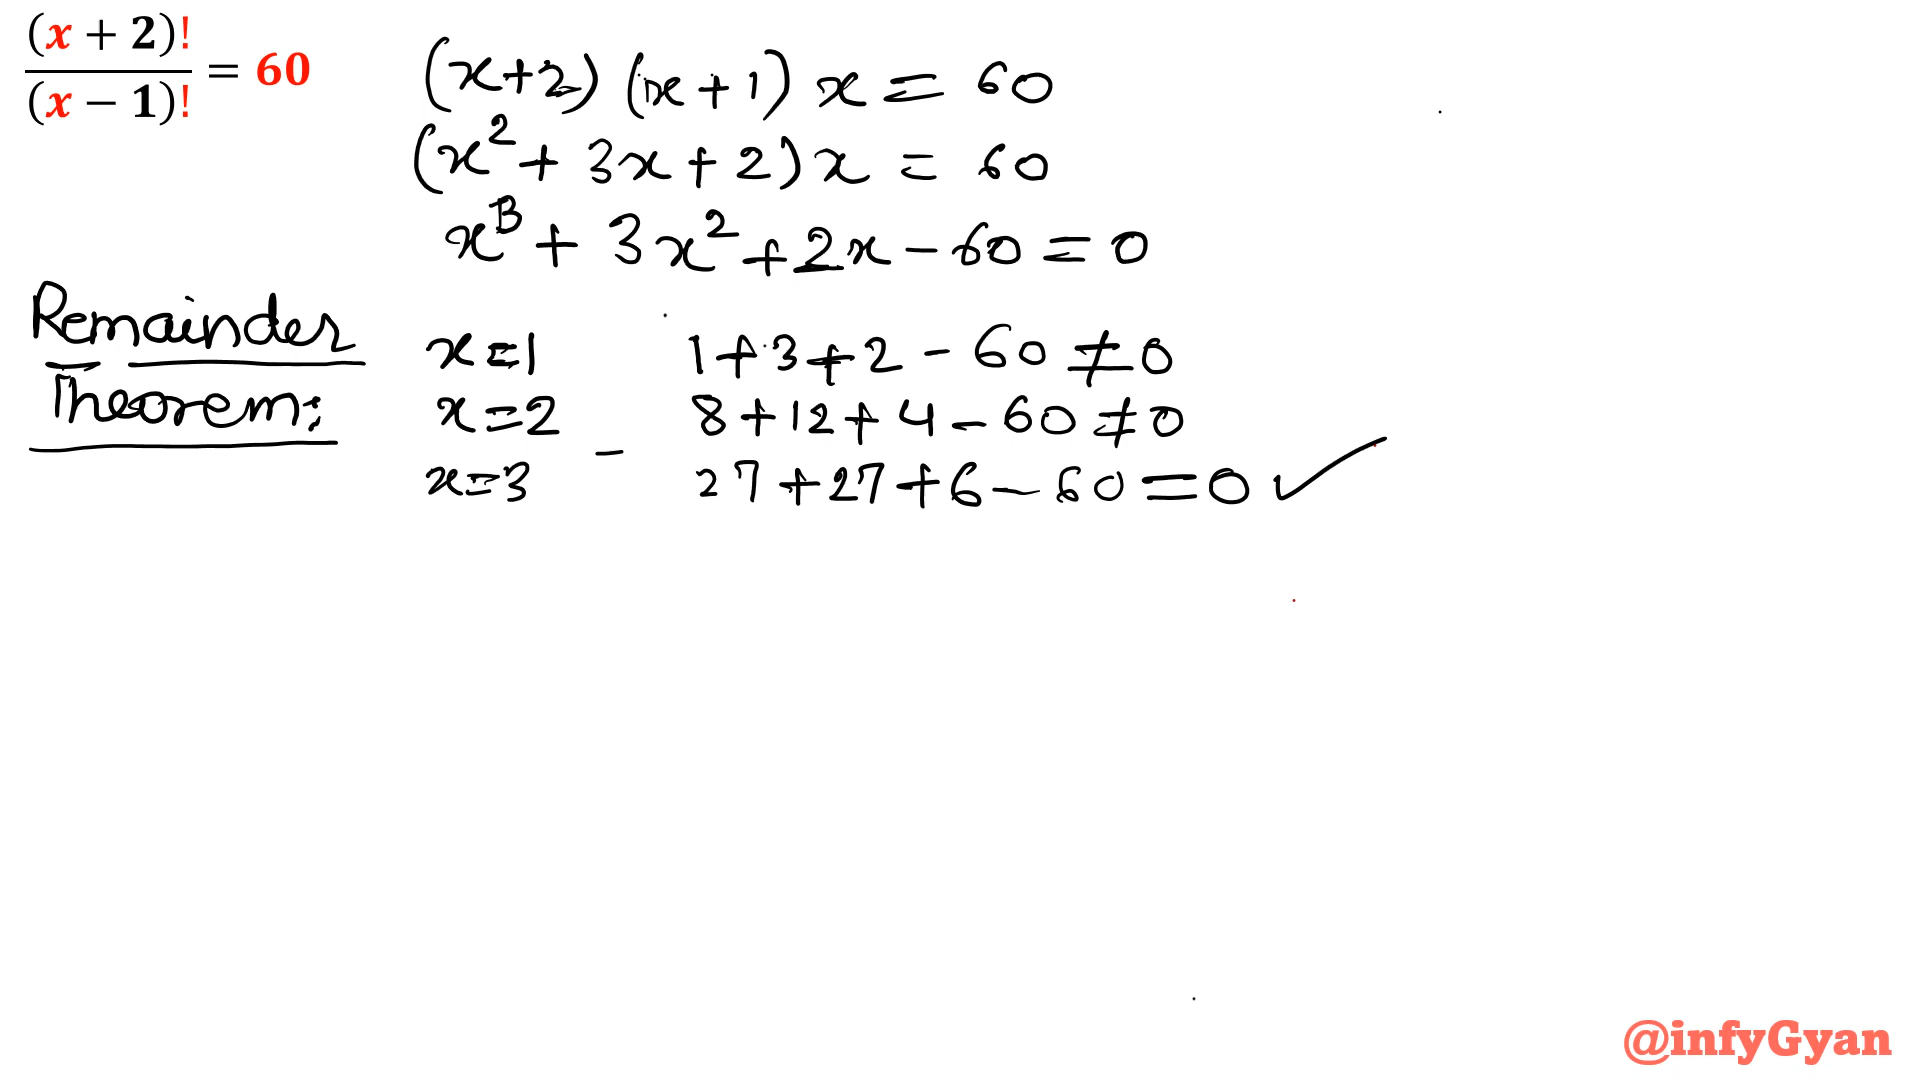 (x + 2)!
(x − 1)!
= 60
(x+2) (x+1) x = 60
(x² + 3x + 2) x = 60
x³ + 3x² + 2x − 60 = 0
Remainder
Theorem:
x=1 1+3+2 − 60 ≠ 0
x=2 8+12+4 − 60 ≠ 0
x=3 − 27+27+6 − 60 = 0 ✓
@infyGyan